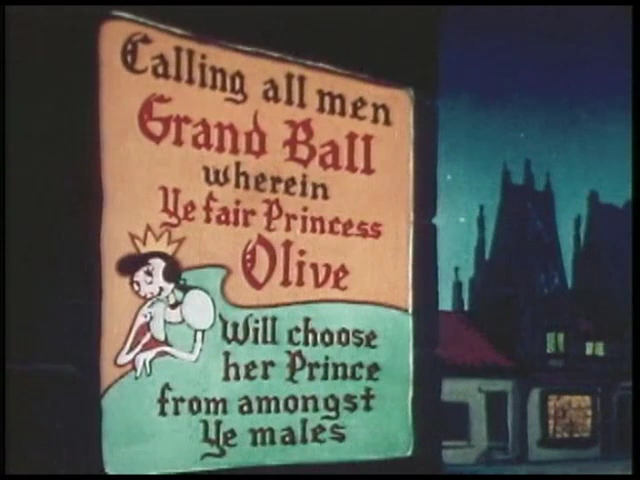 Calling all men
Grand Ball
wherein
Ye fair Princess
Olive
Will choose
her Prince
from amongst
Ye males